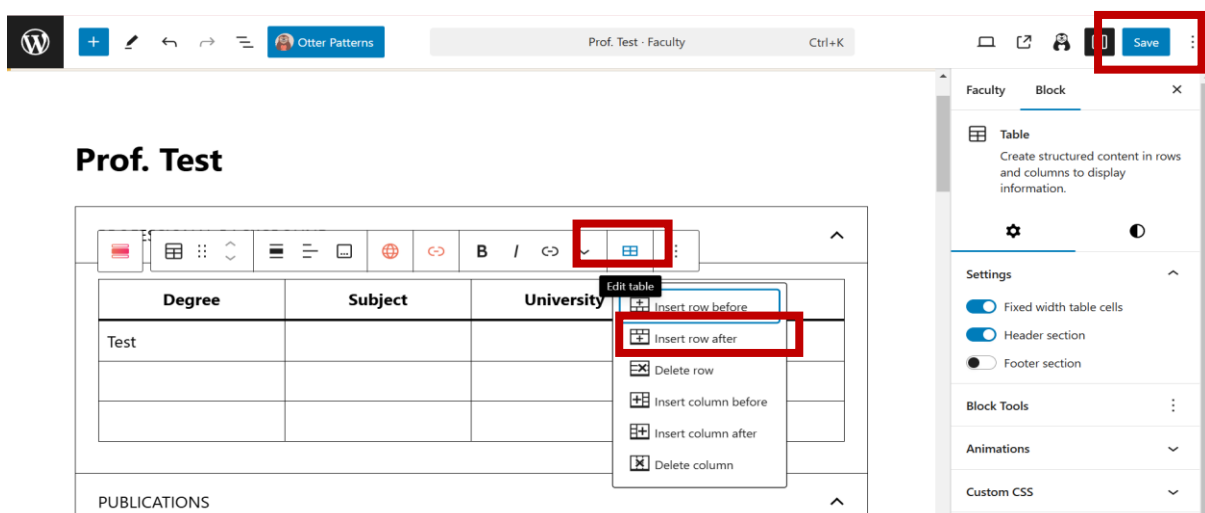 Otter Patterns
Prof. Test · Faculty
Ctrl+K
Save
Faculty
Block
Table
Create structured content in rows
and columns to display
information.
Prof. Test
B I
Edit table
Degree
Subject
University
Test
Insert row before
Insert row after
Delete row
Insert column before
Insert column after
Delete column
Settings
Fixed width table cells
Header section
Footer section
Block Tools
Animations
Custom CSS
PUBLICATIONS